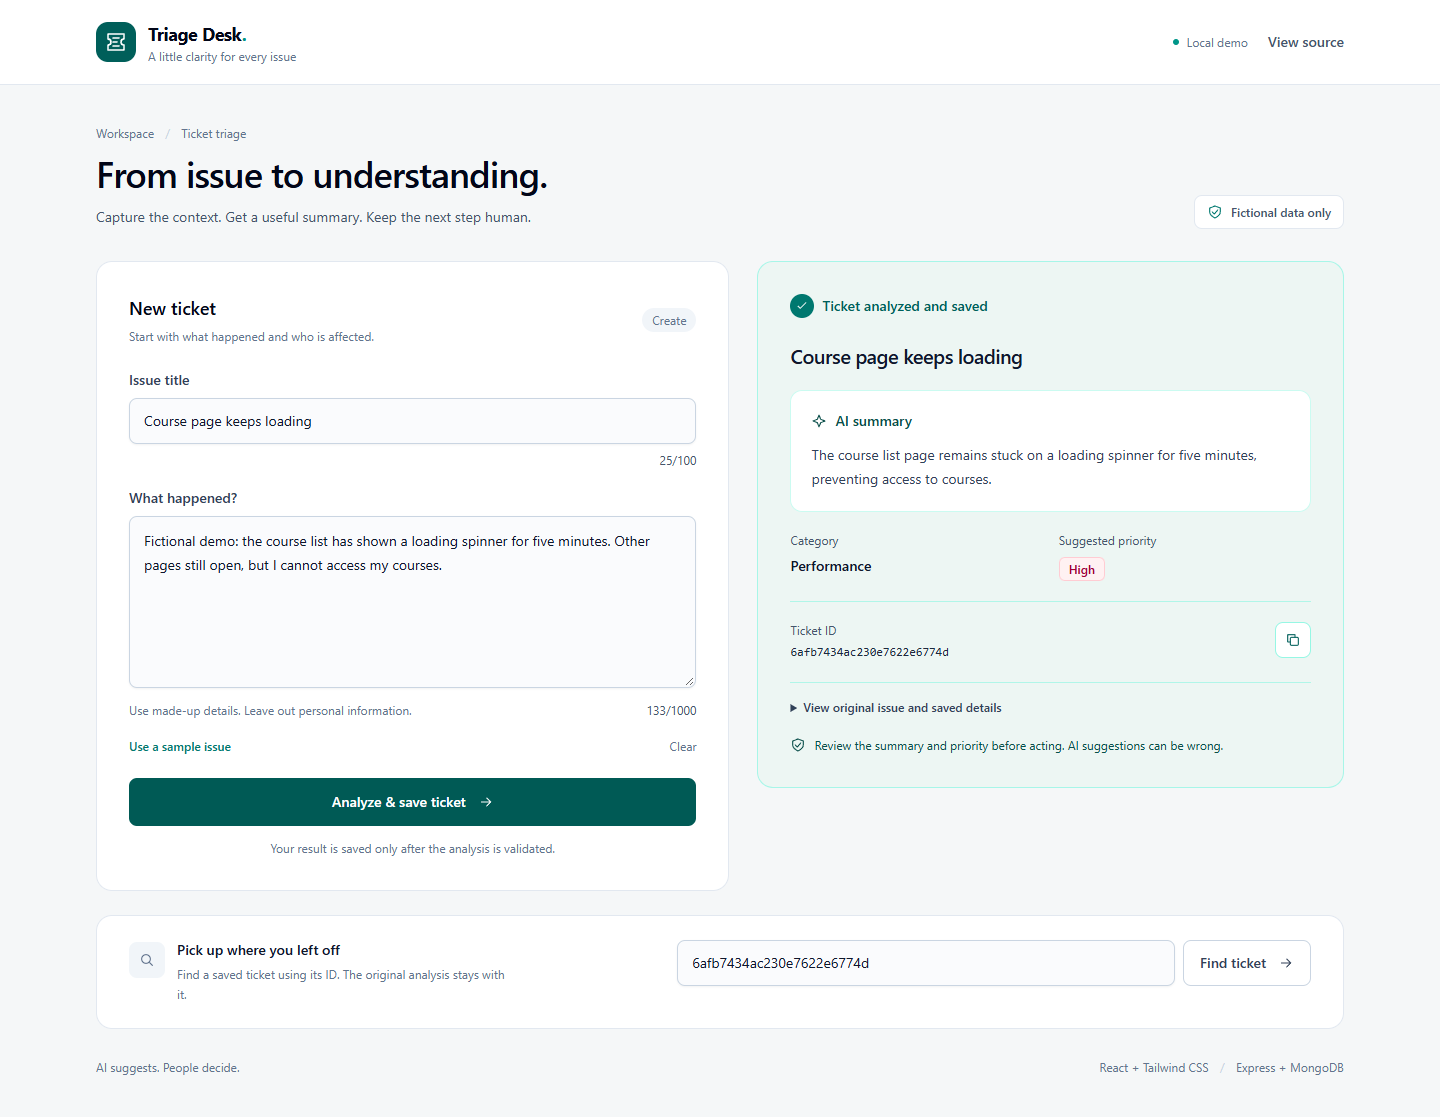 Triage Desk.
A little clarity for every issue
Local demo
View source
Workspace / Ticket triage
From issue to understanding.
Capture the context. Get a useful summary. Keep the next step human.
Fictional data only
New ticket
Start with what happened and who is affected.
Create
Issue title
Course page keeps loading
25/100
What happened?
Fictional demo: the course list has shown a loading spinner for five minutes. Other
pages still open, but I cannot access my courses.
Use made-up details. Leave out personal information.
133/1000
Use a sample issue
Clear
Analyze & save ticket
Your result is saved only after the analysis is validated.
Ticket analyzed and saved
Course page keeps loading
AI summary
The course list page remains stuck on a loading spinner for five minutes,
preventing access to courses.
Category
Performance
Suggested priority
High
Ticket ID
6afb7434ac230e7622e6774d
View original issue and saved details
Review the summary and priority before acting. AI suggestions can be wrong.
Pick up where you left off
Find a saved ticket using its ID. The original analysis stays with
it.
6afb7434ac230e7622e6774d
Find ticket
AI suggests. People decide.
React + Tailwind CSS / Express + MongoDB